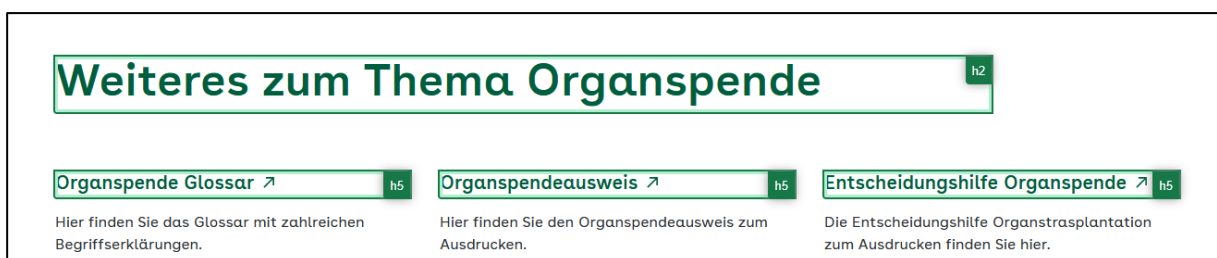 Weiteres zum Thema Organspende h2
Organspende Glossar ↗ h5
Hier finden Sie das Glossar mit zahlreichen
Begriffserklärungen.
Organspendeausweis ↗ h5
Hier finden Sie den Organspendeausweis zum
Ausdrucken.
Entscheidungshilfe Organspende ↗ h5
Die Entscheidungshilfe Organstrasplantation
zum Ausdrucken finden Sie hier.